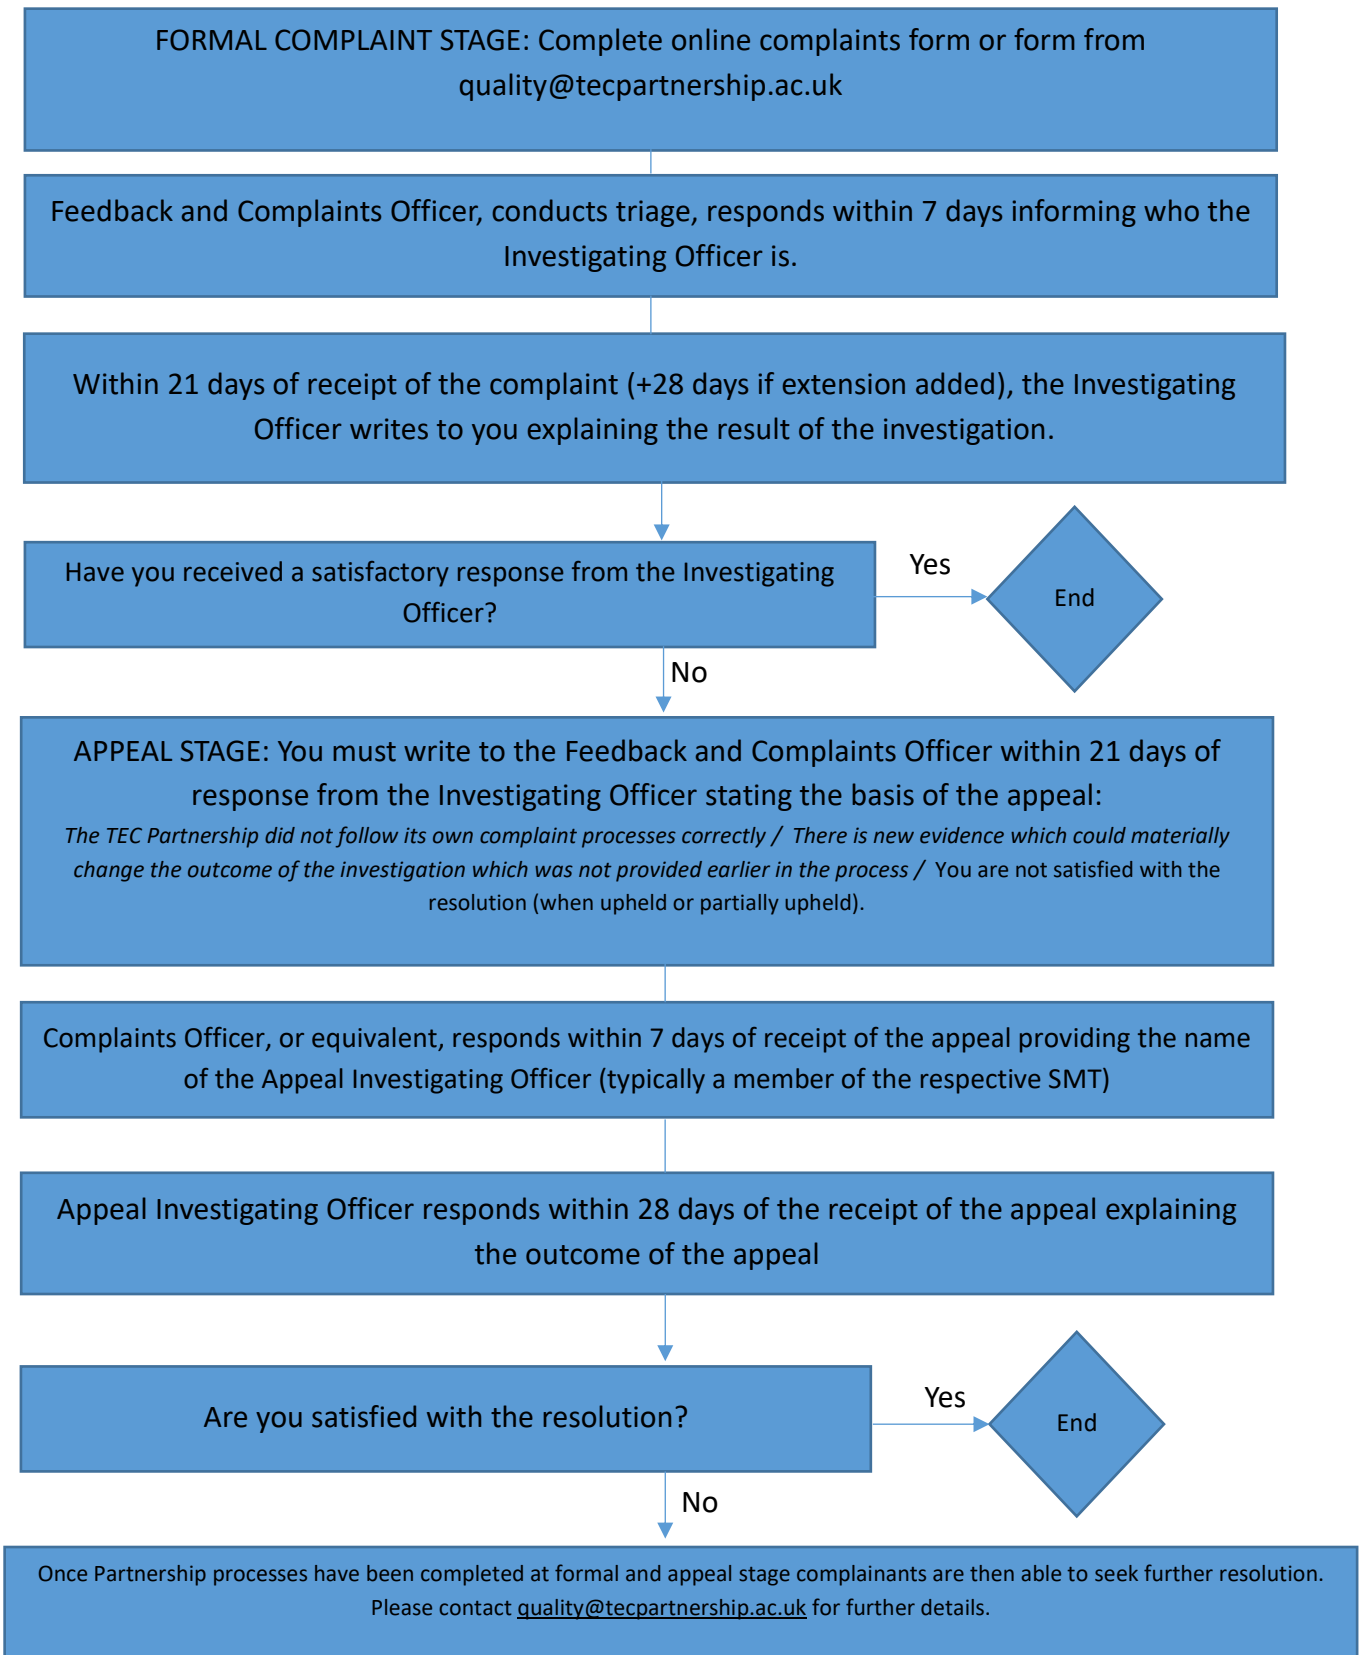 FORMAL COMPLAINT STAGE: Complete online complaints form or form from
quality@tecpartnership.ac.uk
Feedback and Complaints Officer, conducts triage, responds within 7 days informing who the
Investigating Officer is.
Within 21 days of receipt of the complaint (+28 days if extension added), the Investigating
Officer writes to you explaining the result of the investigation.
Have you received a satisfactory response from the Investigating
Officer?
Yes
End
No
APPEAL STAGE: You must write to the Feedback and Complaints Officer within 21 days of
response from the Investigating Officer stating the basis of the appeal:
The TEC Partnership did not follow its own complaint processes correctly / There is new evidence which could materially
change the outcome of the investigation which was not provided earlier in the process / You are not satisfied with the
resolution (when upheld or partially upheld).
Complaints Officer, or equivalent, responds within 7 days of receipt of the appeal providing the name
of the Appeal Investigating Officer (typically a member of the respective SMT)
Appeal Investigating Officer responds within 28 days of the receipt of the appeal explaining
the outcome of the appeal
Are you satisfied with the resolution?
Yes
End
No
Once Partnership processes have been completed at formal and appeal stage complainants are then able to seek further resolution.
Please contact quality@tecpartnership.ac.uk for further details.